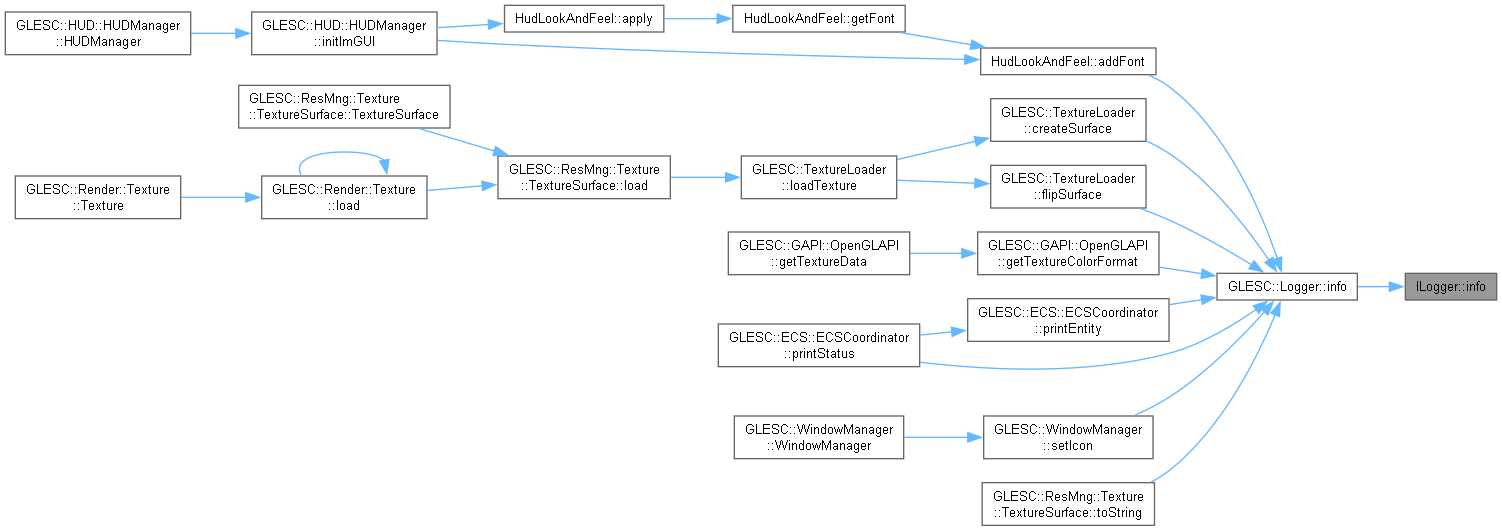 GLESC::HUD::HUDManager
::HUDManager
GLESC::HUD::HUDManager
::initImGUI
HudLookAndFeel::apply
HudLookAndFeel::getFont
HudLookAndFeel::addFont
GLESC::ResMng::Texture
::TextureSurface::TextureSurface
GLESC::TextureLoader
::createSurface
GLESC::Render::Texture
::Texture
GLESC::Render::Texture
::load
GLESC::ResMng::Texture
::TextureSurface::load
GLESC::TextureLoader
::loadTexture
GLESC::TextureLoader
::flipSurface
GLESC::GAPI::OpenGLAPI
::getTextureData
GLESC::GAPI::OpenGLAPI
::getTextureColorFormat
GLESC::Logger::info
ILogger::info
GLESC::ECS::ECSCoordinator
::printEntity
GLESC::ECS::ECSCoordinator
::printStatus
GLESC::WindowManager
::WindowManager
GLESC::WindowManager
::setIcon
GLESC::ResMng::Texture
::TextureSurface::toString